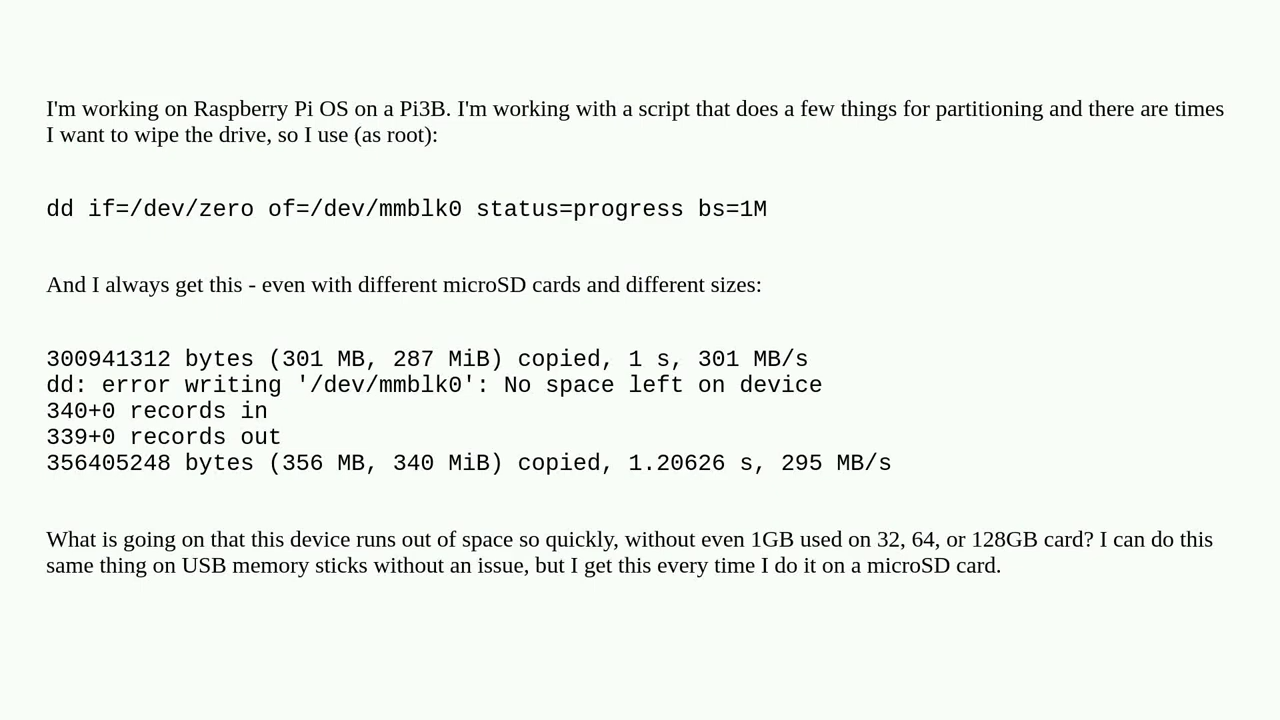 I'm working on Raspberry Pi OS on a Pi3B. I'm working with a script that does a few things for partitioning and there are times
I want to wipe the drive, so I use (as root):
dd if=/dev/zero of=/dev/mmblk0 status=progress bs=1M
And I always get this - even with different microSD cards and different sizes:
300941312 bytes (301 MB, 287 MiB) copied, 1 s, 301 MB/s
dd: error writing '/dev/mmblk0': No space left on device
340+0 records in
339+0 records out
356405248 bytes (356 MB, 340 MiB) copied, 1.20626 s, 295 MB/s
What is going on that this device runs out of space so quickly, without even 1GB used on 32, 64, or 128GB card? I can do this
same thing on USB memory sticks without an issue, but I get this every time I do it on a microSD card.